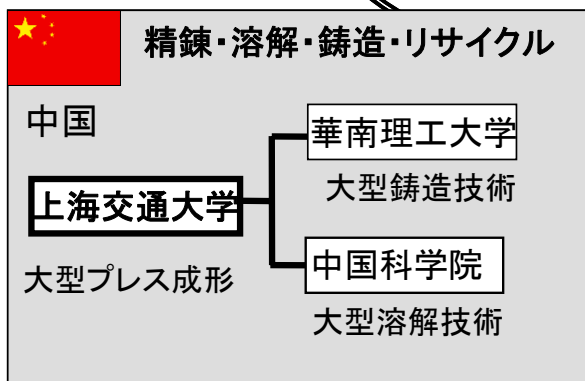 精錬・溶解・鋳造・リサイクル
中国
華南理工大学
大型鋳造技術
上海交通大学
大型プレス成形
中国科学院
大型溶解技術